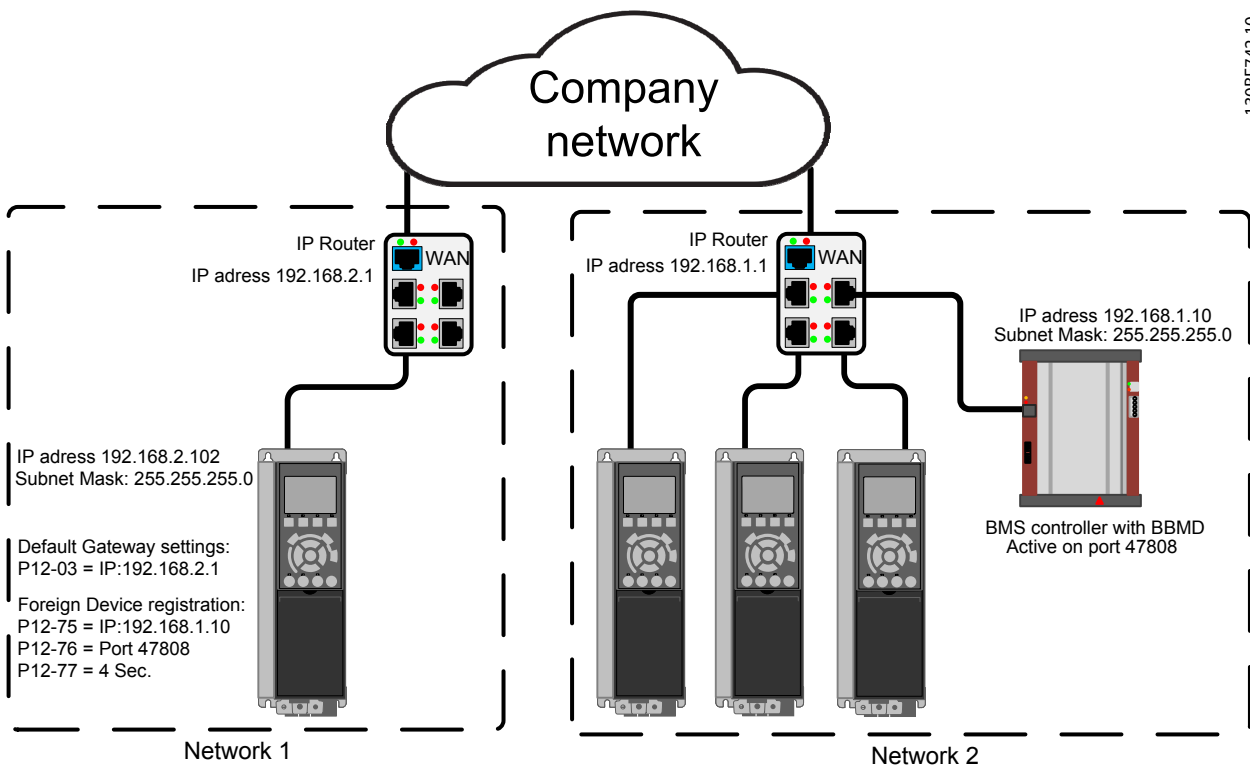 Company
network
130BE742.10
IP Router
WAN
IP adress 192.168.2.1
IP Router
WAN
IP adress 192.168.1.1
IP adress 192.168.1.10
Subnet Mask: 255.255.255.0
IP adress 192.168.2.102
Subnet Mask: 255.255.255.0
BMS controller with BBMD
Active on port 47808
Default Gateway settings:
P12-03 = IP:192.168.2.1
Foreign Device registration:
P12-75 = IP:192.168.1.10
P12-76 = Port 47808
P12-77 = 4 Sec.
Network 1
Network 2